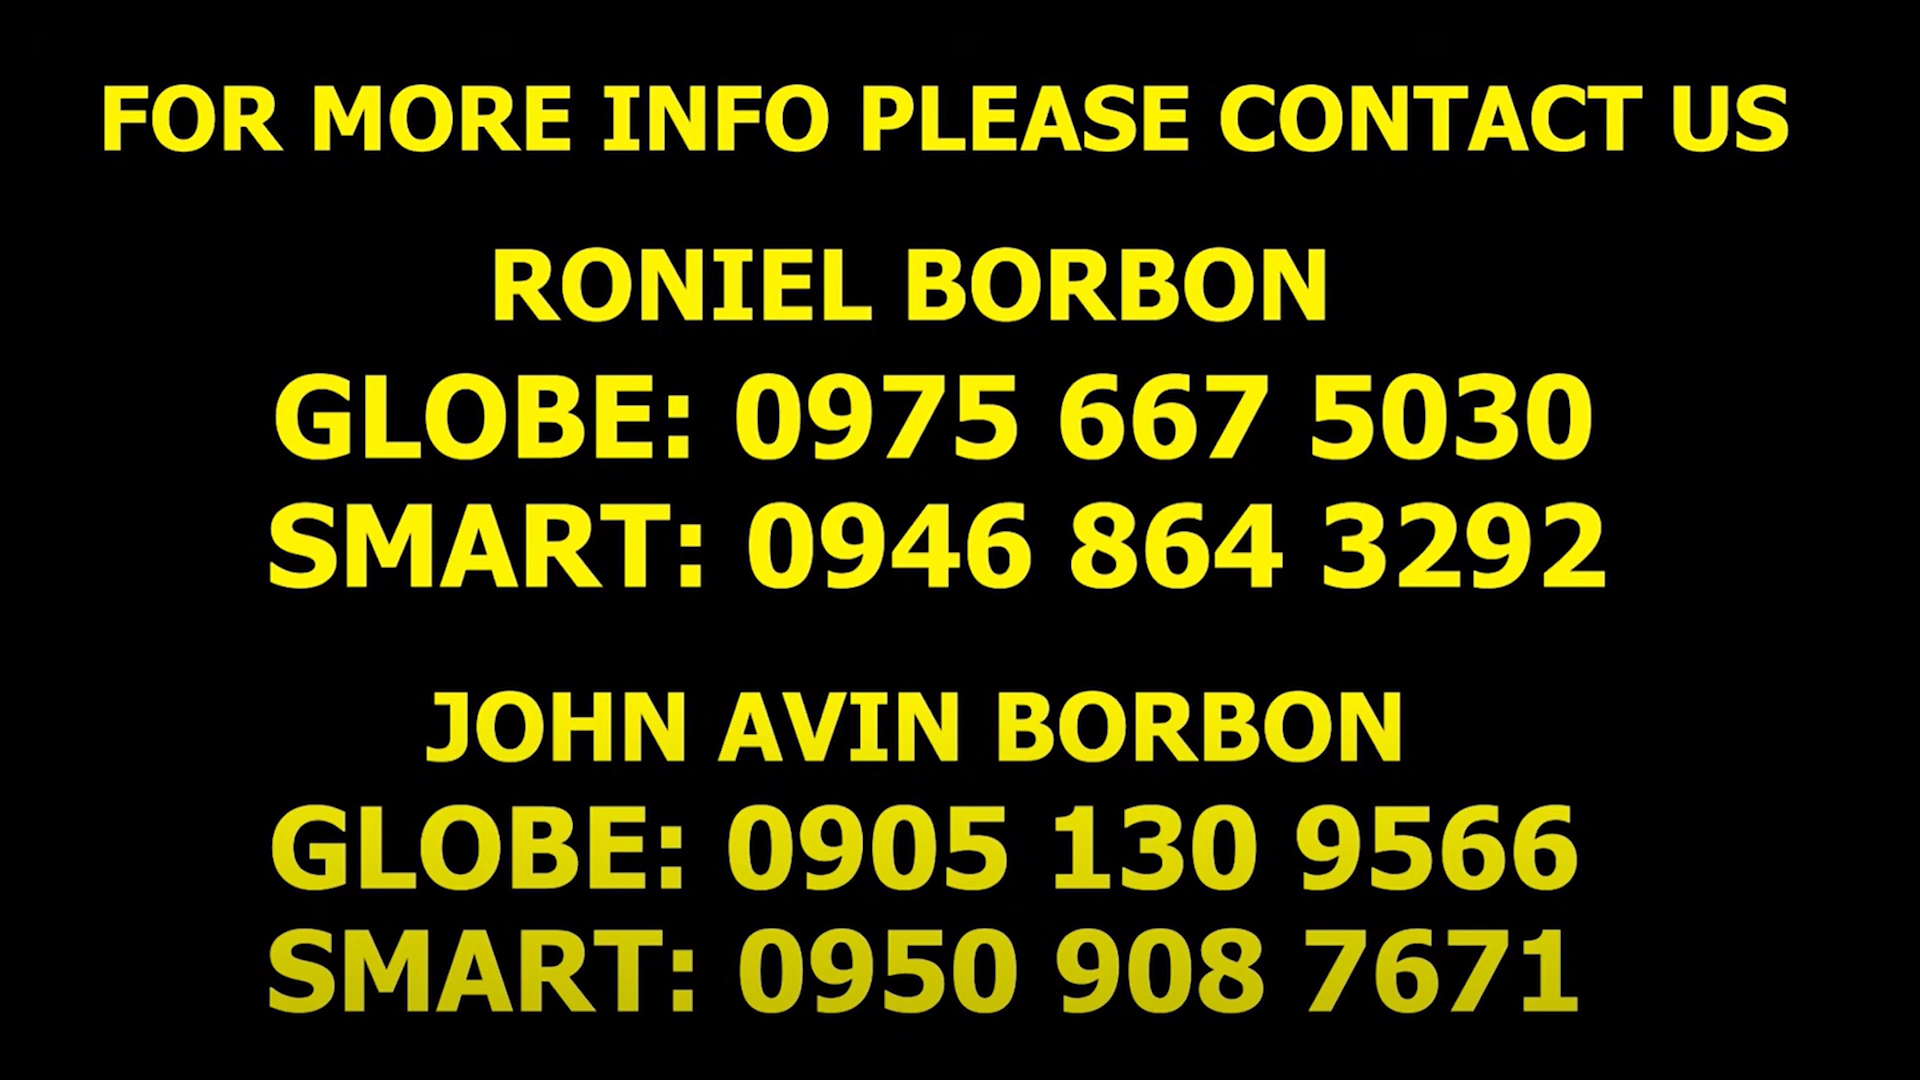 FOR MORE INFO PLEASE CONTACT US
RONIEL BORBON
GLOBE: 0975 667 5030
SMART: 0946 864 3292
JOHN AVIN BORBON
GLOBE: 0905 130 9566
SMART: 0950 908 7671